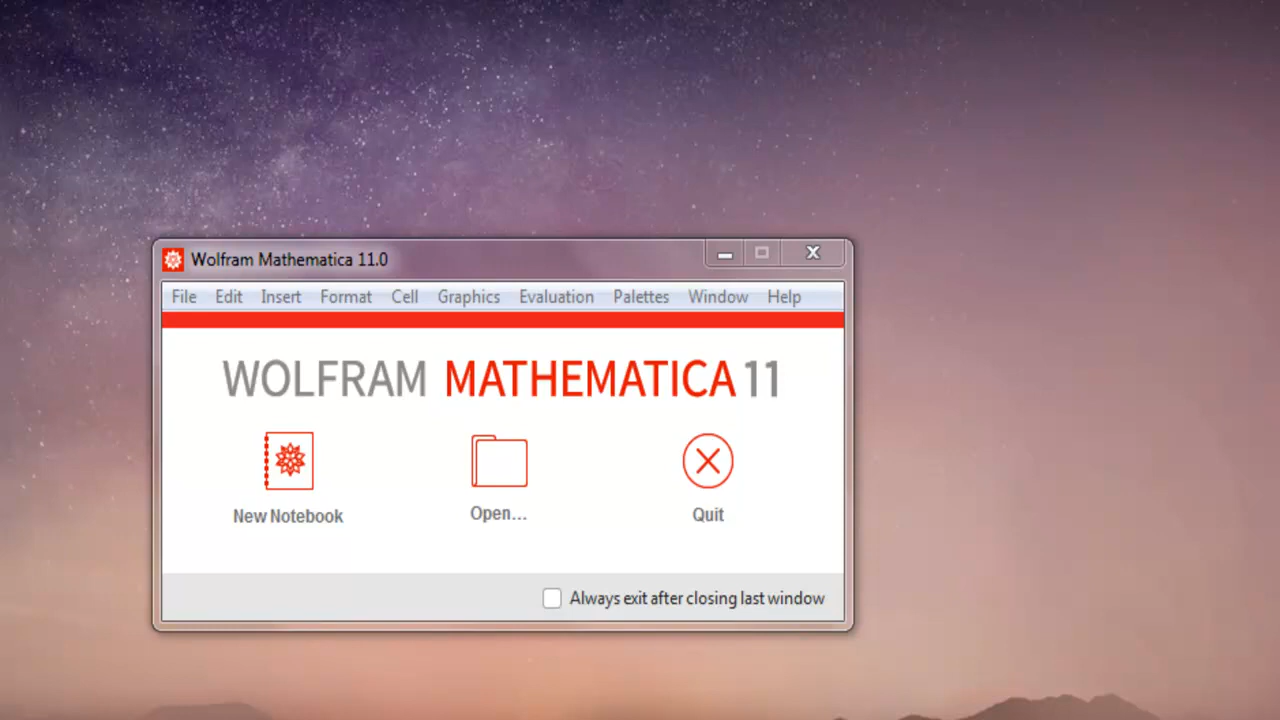 Wolfram Mathematica 11.0
File Edit Insert Format Cell Graphics Evaluation Palettes Window Help
WOLFRAM MATHEMATICA 11
New Notebook Open... Quit
Always exit after closing last window